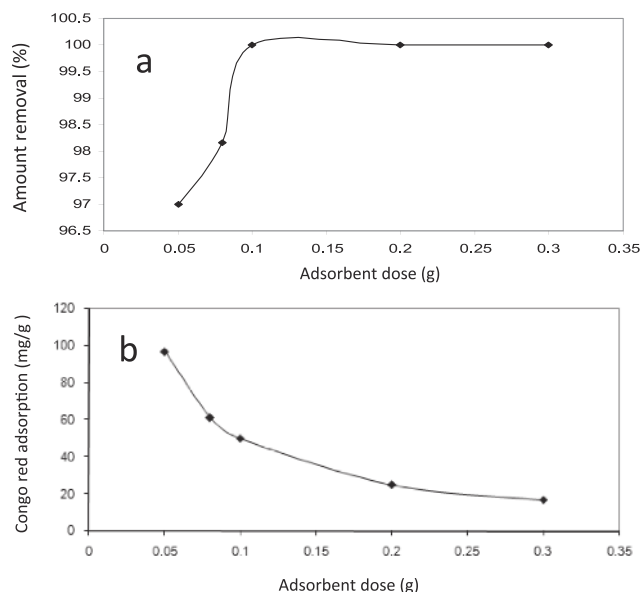 100.5
100
99.5
99
98.5
98
97.5
97
96.5
a
Amount removal (%)
0 0.05 0.1 0.15 0.2 0.25 0.3 0.35
Adsorbent dose (g)
120
100
80
60
40
20
0
b
Congo red adsorption (mg/g )
0 0.05 0.1 0.15 0.2 0.25 0.3 0.35
Adsorbent dose (g)